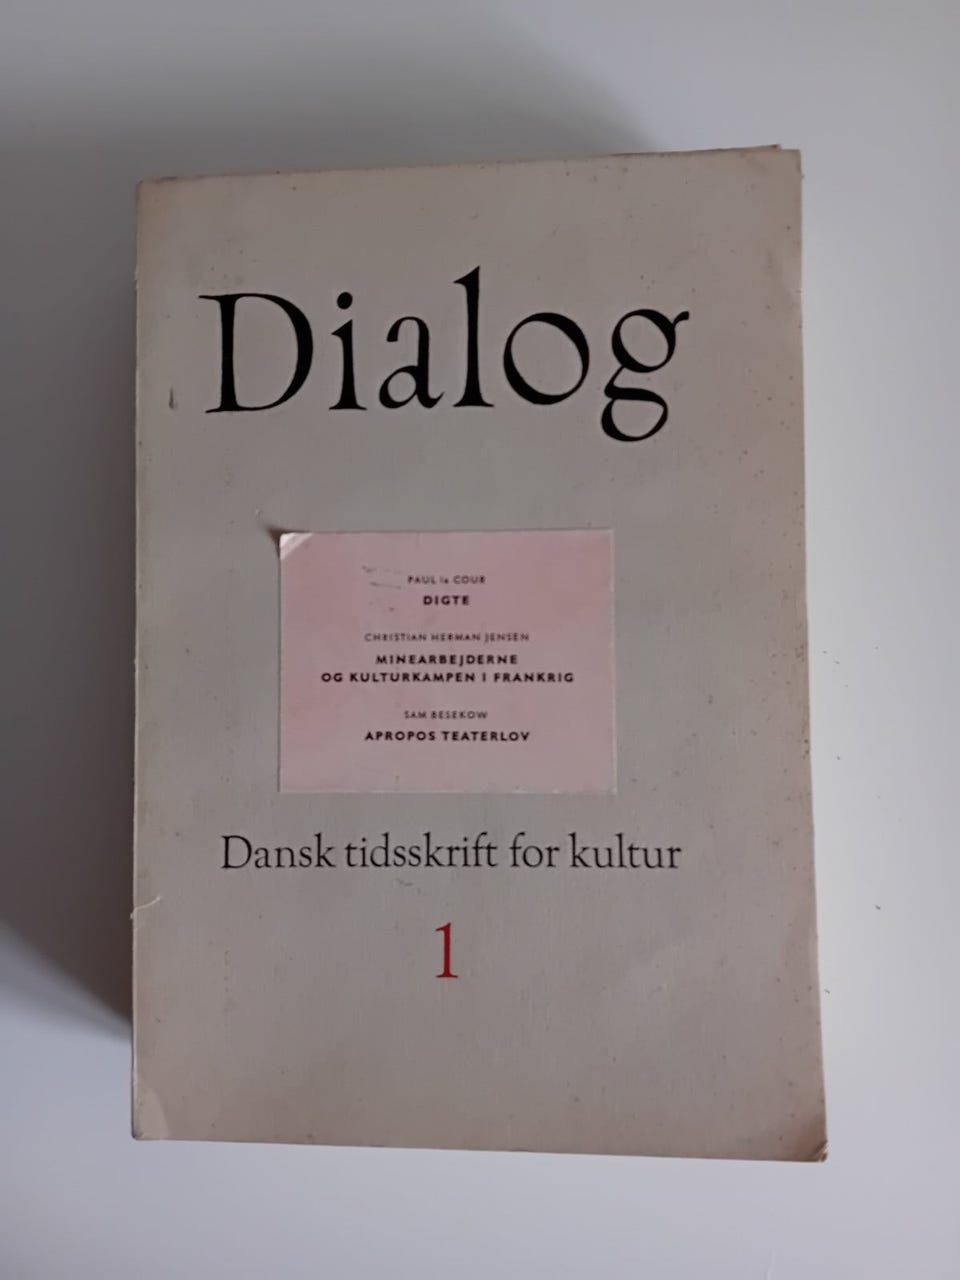 Dialog
PAUL la COUR
DIGTE
CHRISTIAN HERMAN JENSEN
MINEARBEJDERNE
OG KULTURKAMPEN I FRANKRIG
SAM BESEKOW
APROPOS TEATERLOV
Dansk tidsskrift for kultur
1